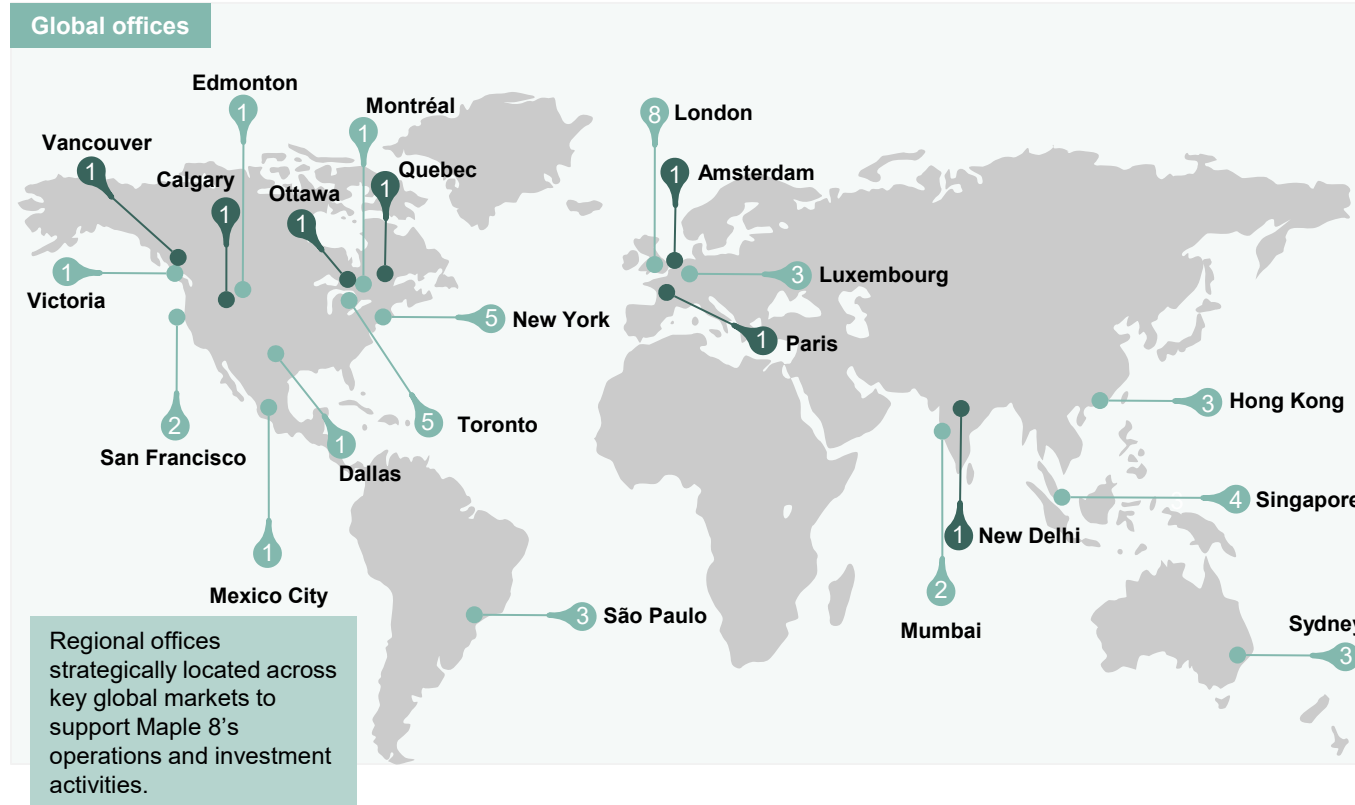 Global offices
Edmonton
1
Montréal
1
London
8
Vancouver
1
Calgary
1
Ottawa
1
Quebec
1
Amsterdam
1
Victoria
1
Luxembourg
3
New York
5
Paris
1
San Francisco
2
Toronto
5
Dallas
1
Hong Kong
3
Singapore
4
New Delhi
1
Mexico City
1
Mumbai
2
São Paulo
3
Sydney
3
Regional offices
strategically located across
key global markets to
support Maple 8’s
operations and investment
activities.